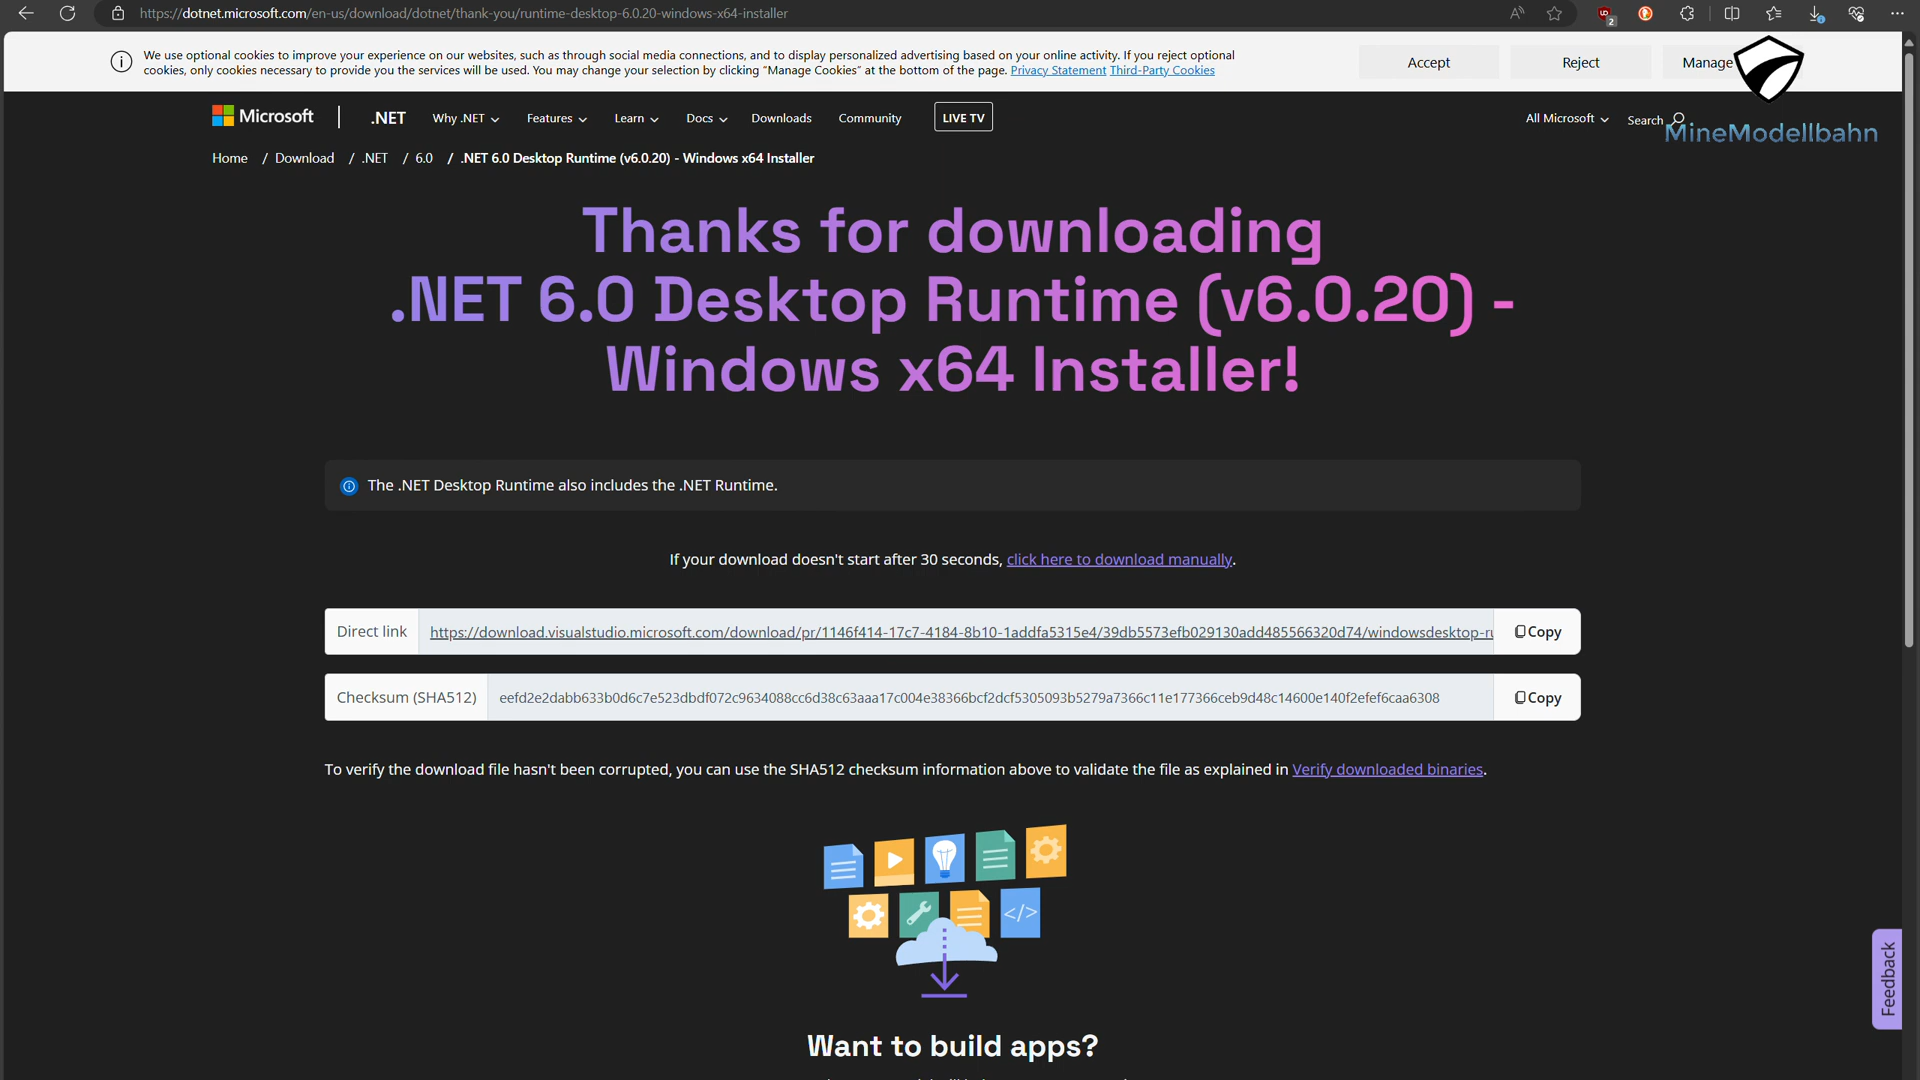 https://dotnet.microsoft.com/en-us/download/dotnet/thank-you/runtime-desktop-6.0.20-windows-x64-installer
2
We use optional cookies to improve your experience on our websites, such as through social media connections, and to display personalized advertising based on your online activity. If you reject optional
cookies, only cookies necessary to provide you the services will be used. You may change your selection by clicking “Manage Cookies” at the bottom of the page. Privacy Statement Third-Party Cookies
Accept
Reject
Manage
Microsoft
.NET
Why .NET
Features
Learn
Docs
Downloads
Community
LIVE TV
All Microsoft
Search
MineModellbahn
Home / Download / .NET / 6.0 / .NET 6.0 Desktop Runtime (v6.0.20) - Windows x64 Installer
Thanks for downloading
.NET 6.0 Desktop Runtime (v6.0.20) -
Windows x64 Installer!
The .NET Desktop Runtime also includes the .NET Runtime.
If your download doesn't start after 30 seconds, click here to download manually.
Direct link
https://download.visualstudio.microsoft.com/download/pr/1146f414-17c7-4184-8b10-1addfa5315e4/39db5573efb029130add485566320d74/windowsdesktop-ru
Copy
Checksum (SHA512)
eefd2e2dabb633b0d6c7e523dbdf072c9634088cc6d38c63aaa17c004e38366bcf2dcf5305093b5279a7366c11e177366ceb9d48c14600e140f2efef6caa6308
Copy
To verify the download file hasn't been corrupted, you can use the SHA512 checksum information above to validate the file as explained in Verify downloaded binaries.
</>
Feedback
Want to build apps?